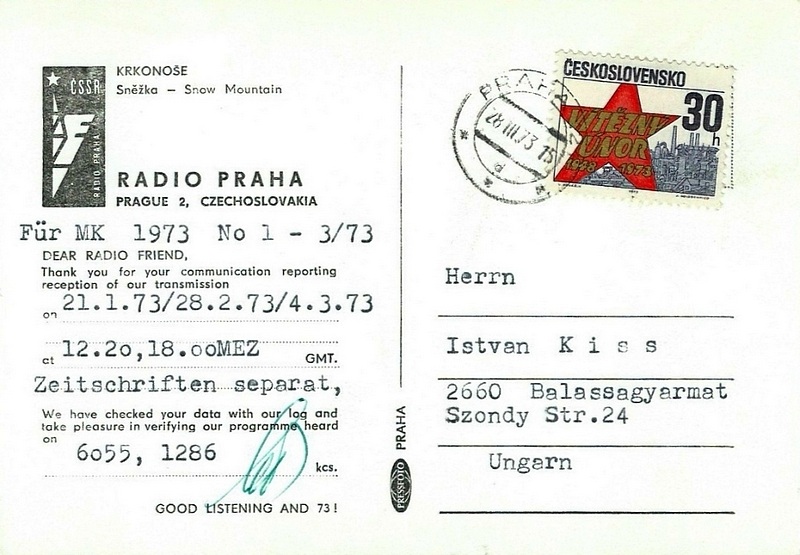 KRKONOŠE
Sněžka – Snow Mountain
ČSSR
RADIO PRAHA
RADIO PRAHA
PRAGUE 2, CZECHOSLOVAKIA
Für MK 1973 No 1 - 3/73
DEAR RADIO FRIEND,
Thank you for your communication reporting
reception of our transmission
on 21.1.73/28.2.73/4.3.73
at 12.2o,18.ooMEZ GMT.
Zeitschriften separat,
We have checked your data with our log and
take pleasure in verifying our programme heard
on
6o55, 1286 kcs.
GOOD LISTENING AND 73!
PRESSFOTO PRAHA
PRAHA
28.III.73 15
d
ČESKOSLOVENSKO
30 h
VÍTĚZNÝ
ÚNOR
1948 1973
Herrn
Istvan K i s s
2660 Balassagyarmat
Szondy Str.24
Ungarn